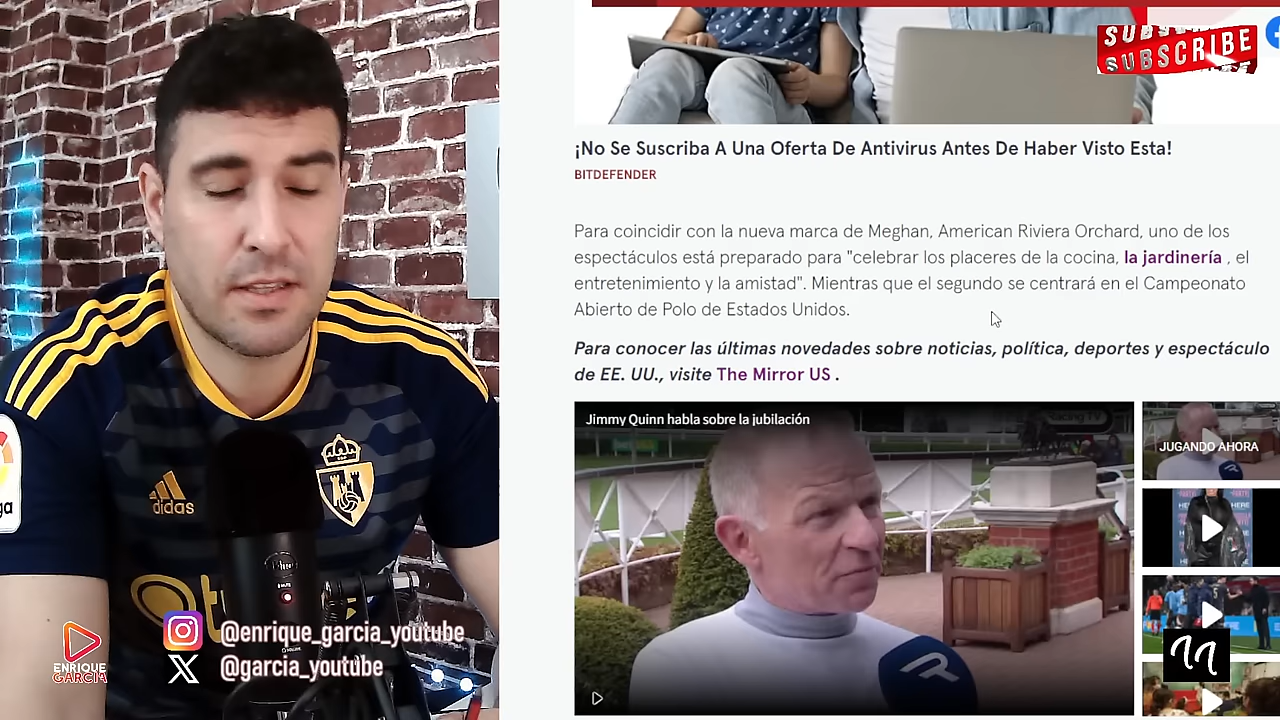 SUBSCRIBE
SUBSCRIBE
¡No Se Suscriba A Una Oferta De Antivirus Antes De Haber Visto Esta!
BITDEFENDER
Para coincidir con la nueva marca de Meghan, American Riviera Orchard, uno de los
espectáculos está preparado para "celebrar los placeres de la cocina, la jardinería , el
entretenimiento y la amistad". Mientras que el segundo se centrará en el Campeonato
Abierto de Polo de Estados Unidos.
Para conocer las últimas novedades sobre noticias, política, deportes y espectáculo
de EE. UU., visite The Mirror US .
Jimmy Quinn habla sobre la jubilación
JUGANDO AHORA
adidas
@enrique_garcia_youtube
@garcia_youtube
ENRIQUE
GARCIA